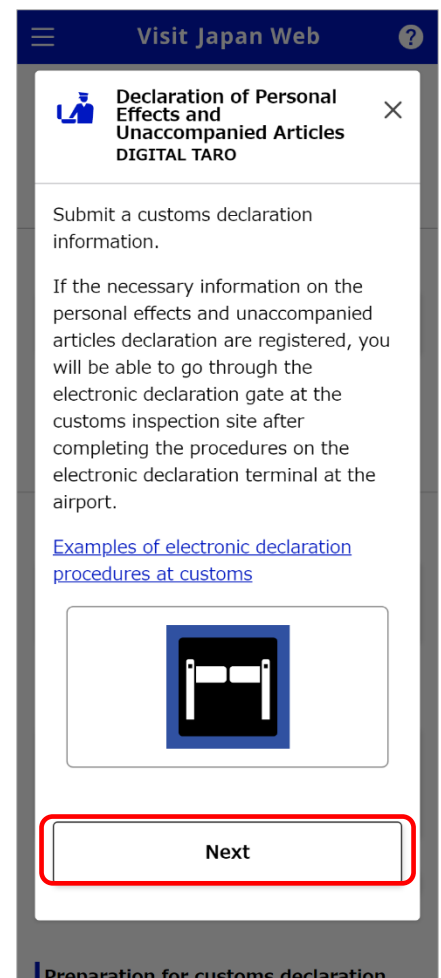 Visit Japan Web
?
Declaration of Personal
Effects and
Unaccompanied Articles
DIGITAL TARO
Submit a customs declaration
information.
If the necessary information on the
personal effects and unaccompanied
articles declaration are registered, you
will be able to go through the
electronic declaration gate at the
customs inspection site after
completing the procedures on the
electronic declaration terminal at the
airport.
Examples of electronic declaration
procedures at customs
Next
Preparation for customs declaration